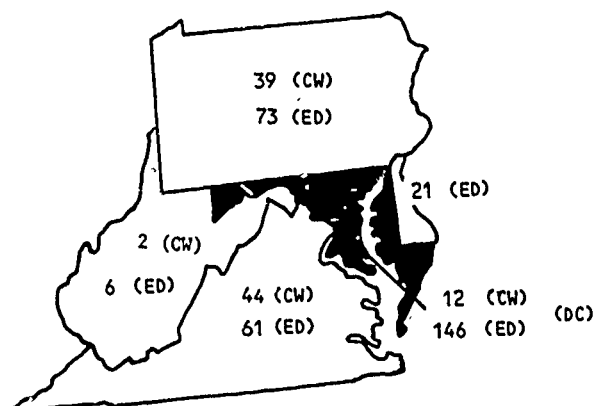 39 (CW)
73 (ED)
21 (ED)
2 (CW)
6 (ED)
44 (CW)
61 (ED)
12 (CW)
146 (ED) (DC)